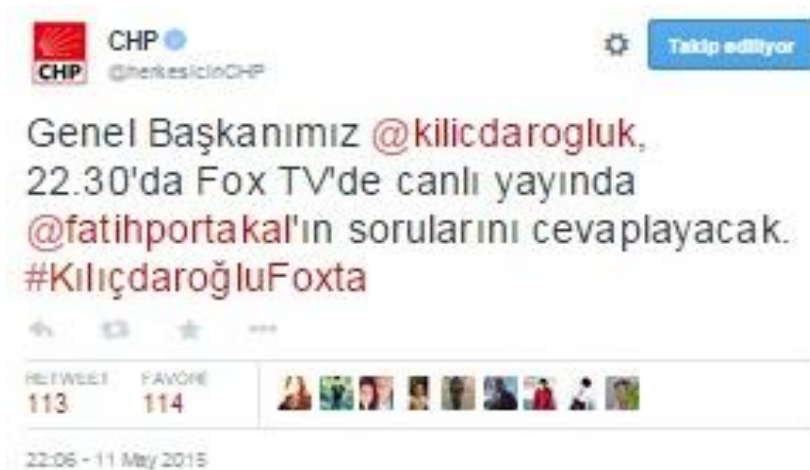 CHP
CHP
@herkesicinCHP
Takip ediliyor
Genel Başkanımız @kilicdarogluk,
22.30'da Fox TV'de canlı yayında
@fatihportakal'ın sorularını cevaplayacak.
#KılıçdaroğluFoxta
RETWEET FAVORİ
113 114
22:06 - 11 May 2015